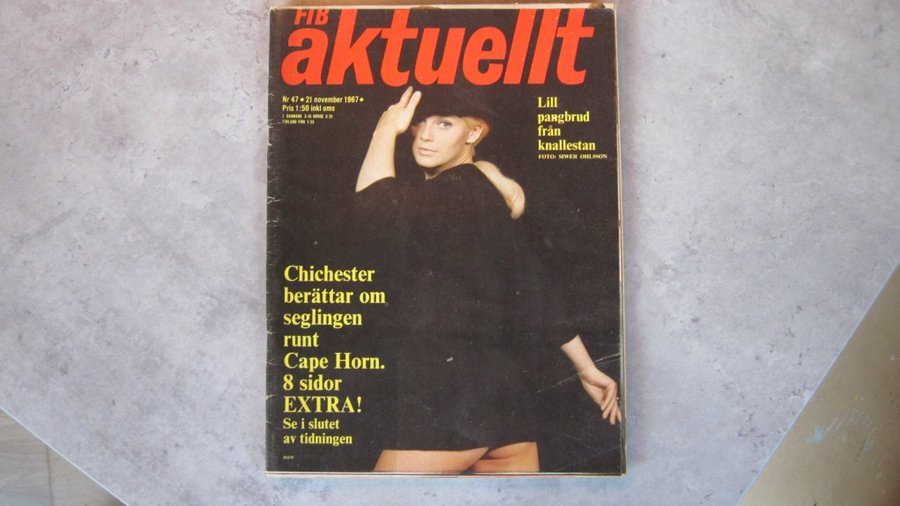 FIB
aktuellt
Nr 47 • 21 november 1967 •
Pris 1:50 inkl oms
Lill
pangbrud
från
knallestan
FOTO: SIWER OHLSSON
Chichester
berättar om
seglingen
runt
Cape Horn.
8 sidor
EXTRA!
Se i slutet
av tidningen